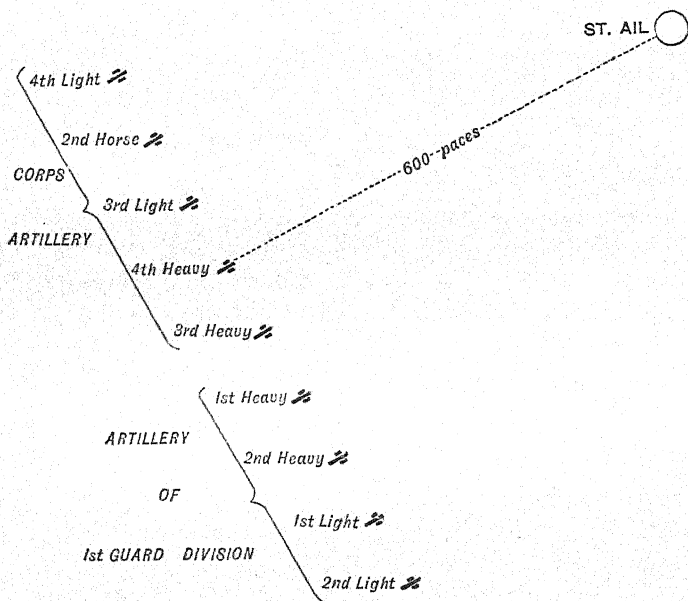 ST. AIL
4th Light
2nd Horse
600 paces
CORPS
3rd Light
ARTILLERY
4th Heavy
3rd Heavy
1st Heavy
ARTILLERY
2nd Heavy
OF
1st Light
1st GUARD DIVISION
2nd Light